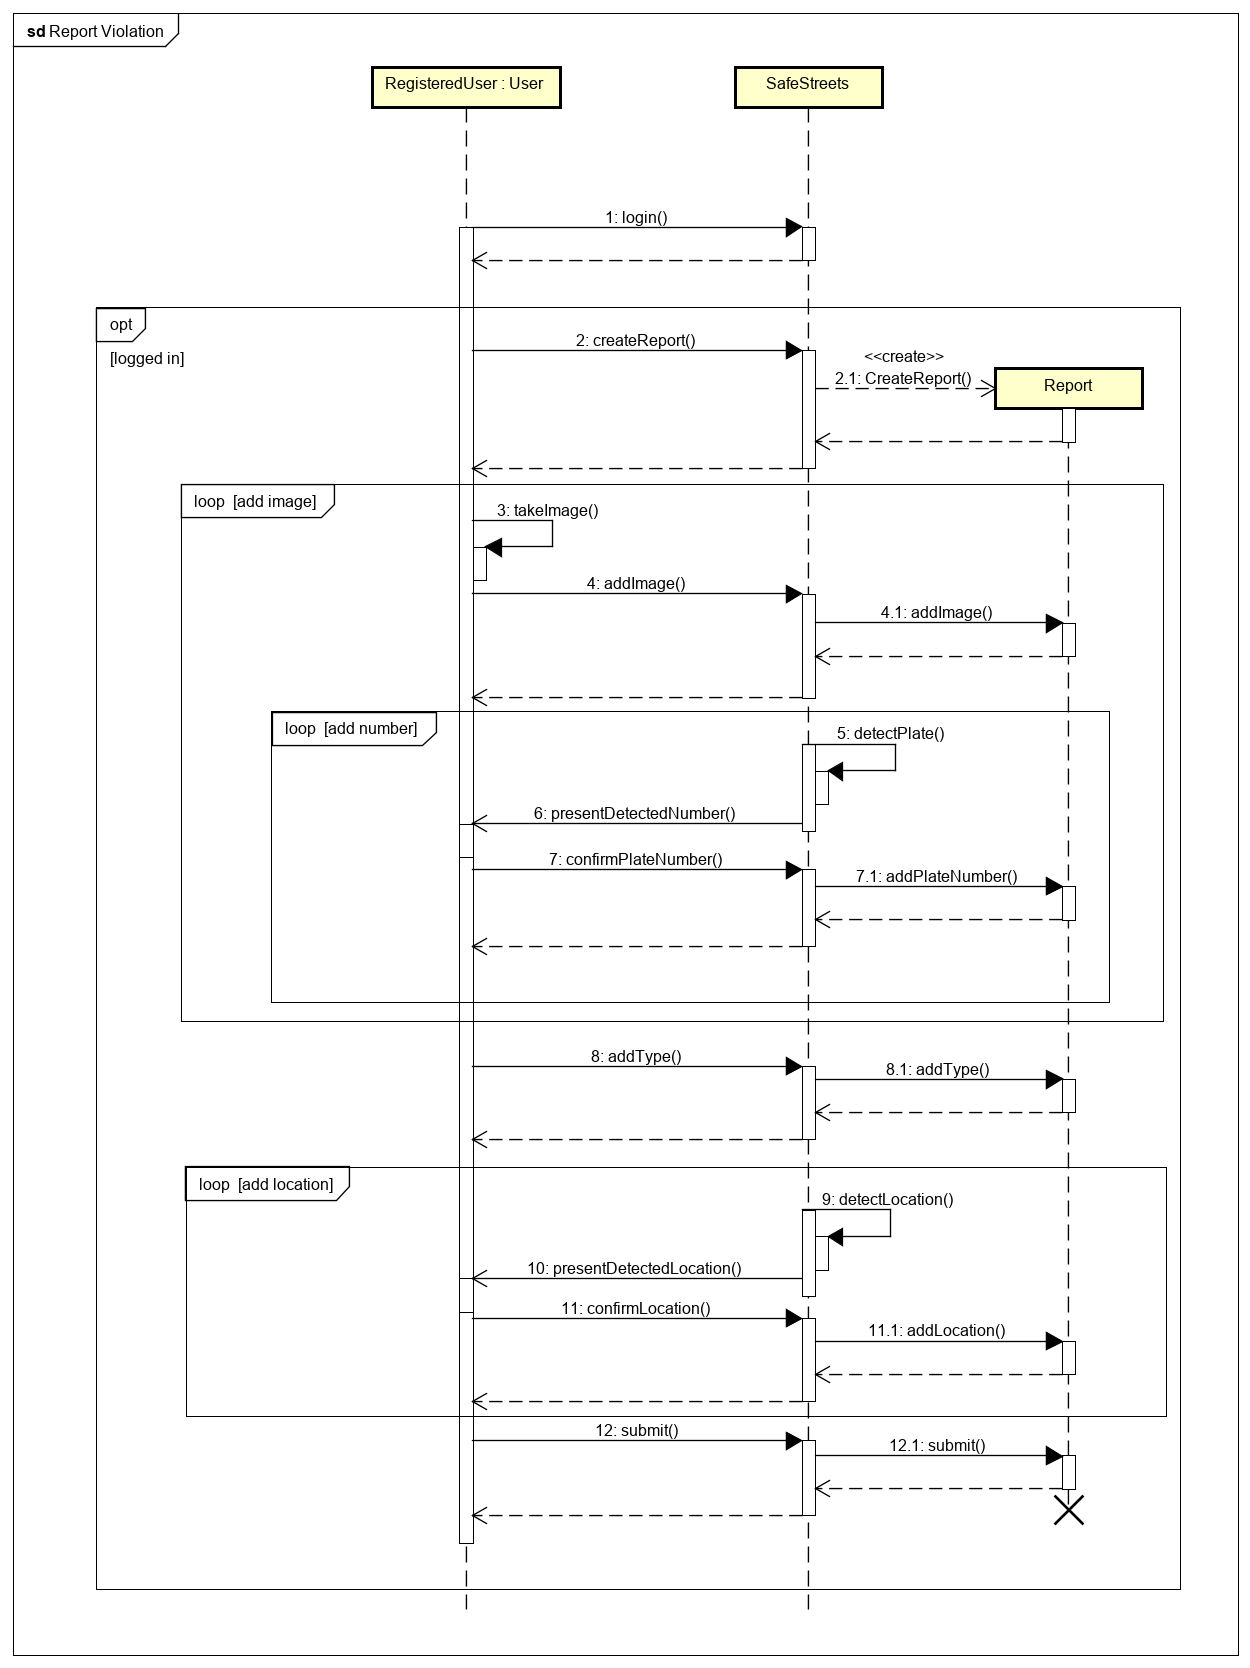 sd Report Violation
RegisteredUser : User
SafeStreets
1: login()
opt
[logged in]
2: createReport()
<<create>>
2.1: CreateReport()
Report
loop [add image]
3: takeImage()
4: addImage()
4.1: addImage()
loop [add number]
5: detectPlate()
6: presentDetectedNumber()
7: confirmPlateNumber()
7.1: addPlateNumber()
8: addType()
8.1: addType()
loop [add location]
9: detectLocation()
10: presentDetectedLocation()
11: confirmLocation()
11.1: addLocation()
12: submit()
12.1: submit()